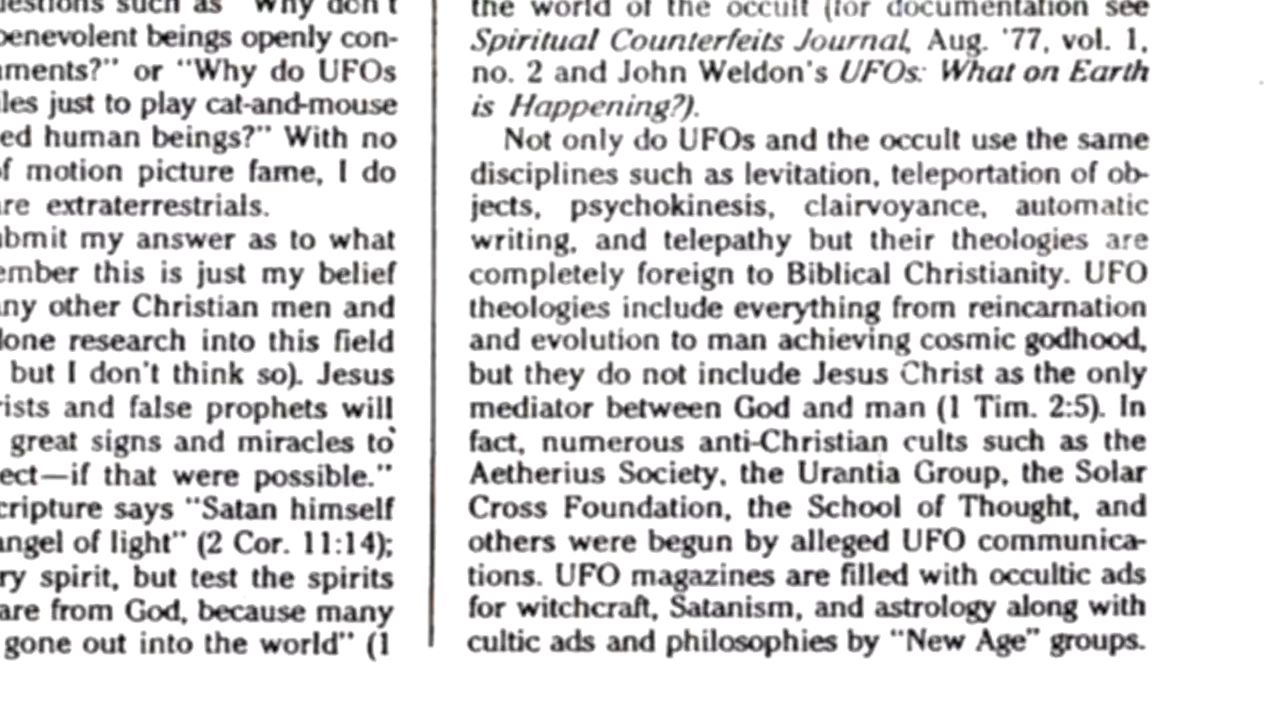 estions such as "Why don't
benevolent beings openly con-
ments?" or "Why do UFOs
les just to play cat-and-mouse
ed human beings?" With no
of motion picture fame, I do
re extraterrestrials.
bmit my answer as to what
ember this is just my belief
ny other Christian men and
done research into this field
but I don't think so). Jesus
rists and false prophets will
great signs and miracles to
ect—if that were possible."
cripture says "Satan himself
angel of light" (2 Cor. 11:14);
ry spirit, but test the spirits
are from God, because many
gone out into the world" (1
the world of the occult (for documentation see
Spiritual Counterfeits Journal, Aug. '77, vol. 1,
no. 2 and John Weldon's UFOs: What on Earth
is Happening?).
Not only do UFOs and the occult use the same
disciplines such as levitation, teleportation of ob-
jects, psychokinesis, clairvoyance, automatic
writing, and telepathy but their theologies are
completely foreign to Biblical Christianity. UFO
theologies include everything from reincarnation
and evolution to man achieving cosmic godhood,
but they do not include Jesus Christ as the only
mediator between God and man (1 Tim. 2:5). In
fact, numerous anti-Christian cults such as the
Aetherius Society, the Urantia Group, the Solar
Cross Foundation, the School of Thought, and
others were begun by alleged UFO communica-
tions. UFO magazines are filled with occultic ads
for witchcraft, Satanism, and astrology along with
cultic ads and philosophies by "New Age" groups.